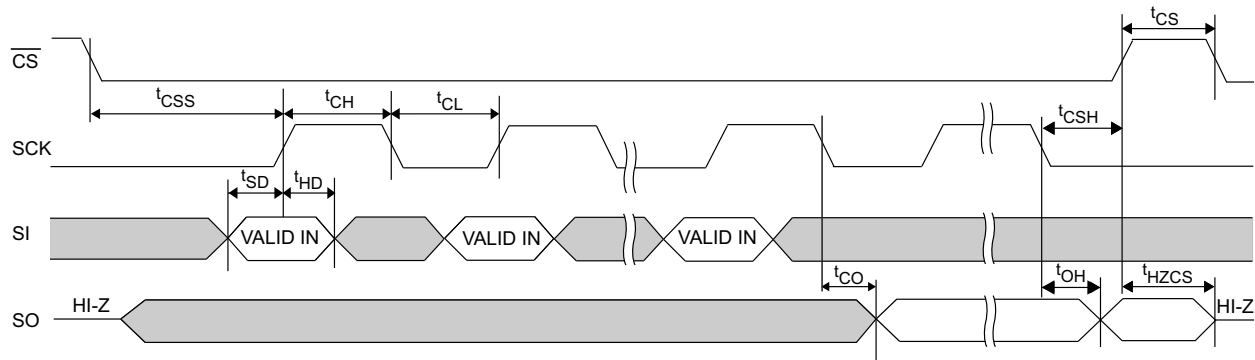 tCS
CS
tCSS
tCH
tCL
tCSH
SCK
tSD
tHD
SI
VALID IN
VALID IN
VALID IN
tCO
tOH
tHZCS
SO
HI-Z
HI-Z